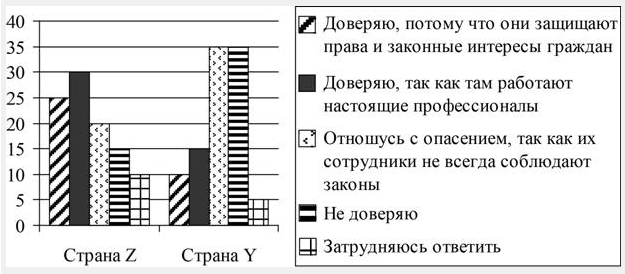 40
35
30
25
20
15
10
5
0
Страна Z
Страна Y
Доверяю, потому что они защищают
права и законные интересы граждан
Доверяю, так как там работают
настоящие профессионалы
Отношусь с опасением, так как их
сотрудники не всегда соблюдают
законы
Не доверяю
Затрудняюсь ответить